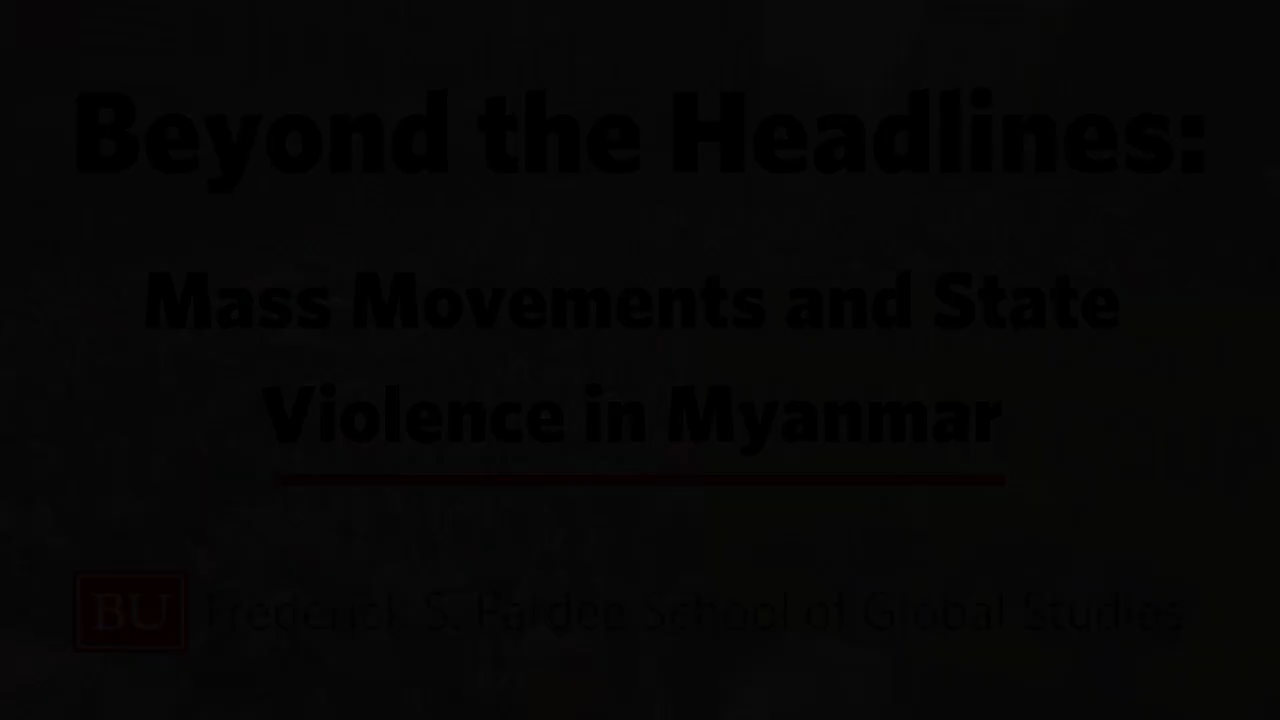 Beyond the Headlines:
Mass Movements and State
Violence in Myanmar
BU Frederick S. Pardee School of Global Studies